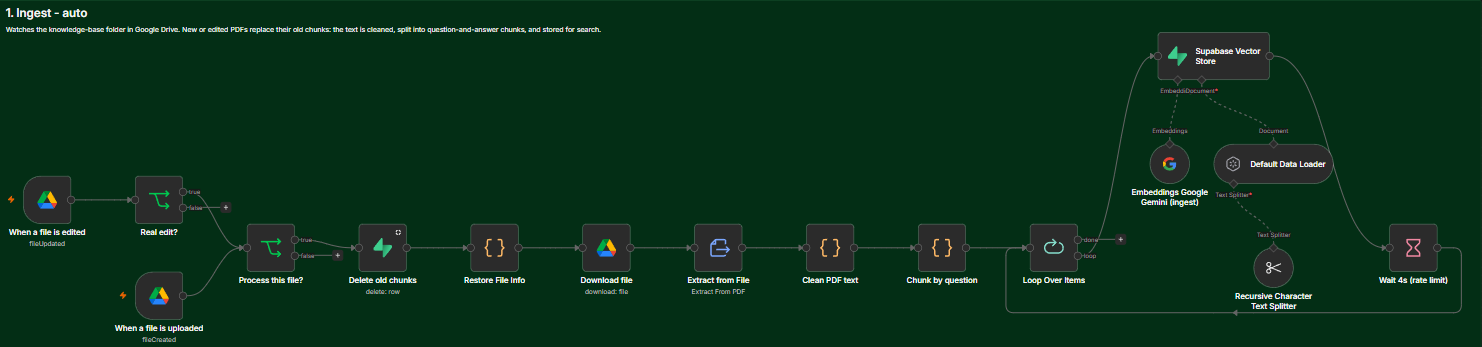 1. Ingest - auto
Watches the knowledge-base folder in Google Drive. New or edited PDFs replace their old chunks: the text is cleaned, split into question-and-answer chunks, and stored for search.
Supabase Vector
Store
Embeddi
Document*
Embeddings
Document
Default Data Loader
Embeddings Google
Gemini (ingest)
Text Splitter*
Text Splitter
Recursive Character
Text Splitter
true
false
When a file is edited
fileUpdated
Real edit?
true
false
Process this file?
Delete old chunks
delete: row
Restore File Info
Download file
download: file
Extract from File
Extract From PDF
Clean PDF text
Chunk by question
done
loop
Loop Over Items
Wait 4s (rate limit)
When a file is uploaded
fileCreated